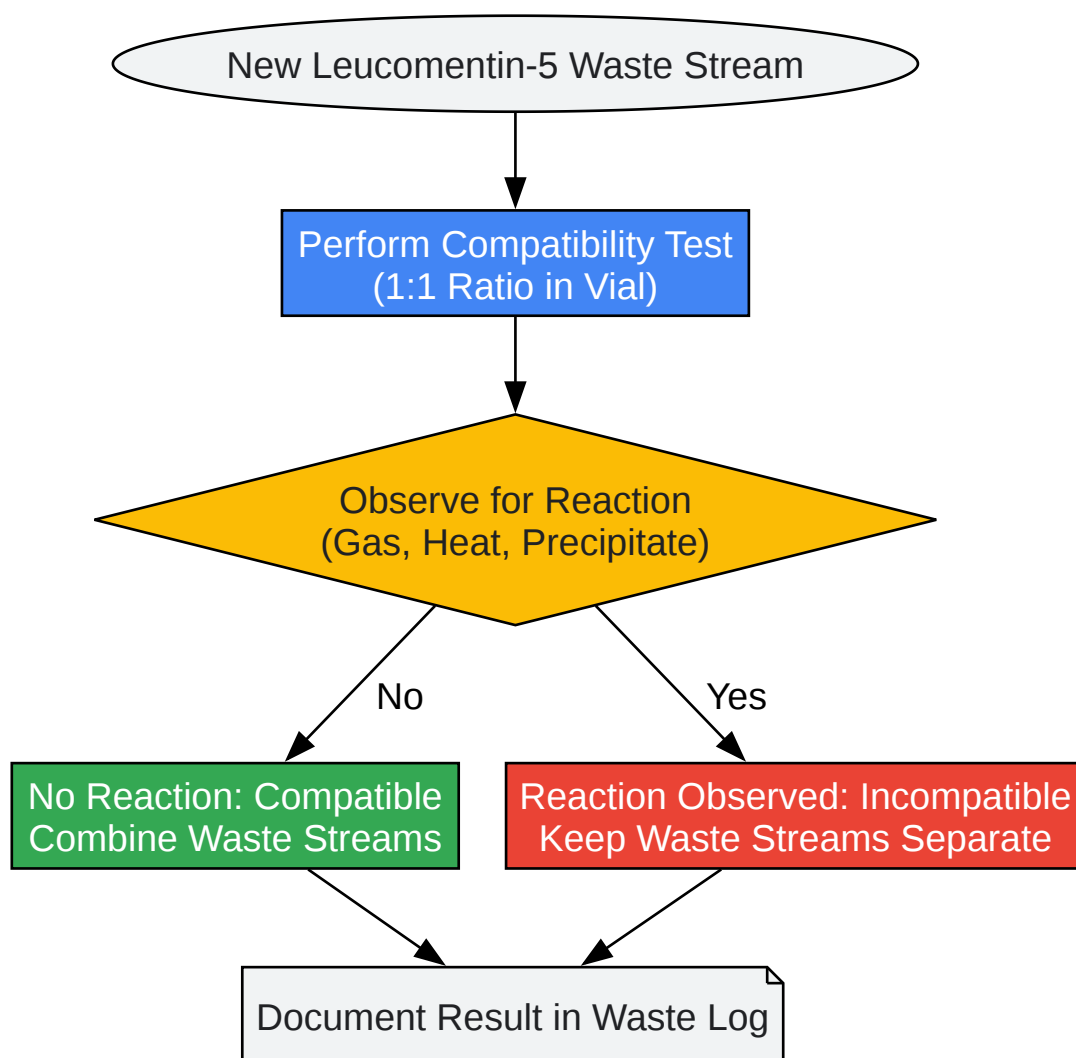 New Leucomentin-5 Waste Stream
Perform Compatibility Test
(1:1 Ratio in Vial)
Observe for Reaction
(Gas, Heat, Precipitate)
No
Yes
No Reaction: Compatible
Combine Waste Streams
Reaction Observed: Incompatible
Keep Waste Streams Separate
Document Result in Waste Log